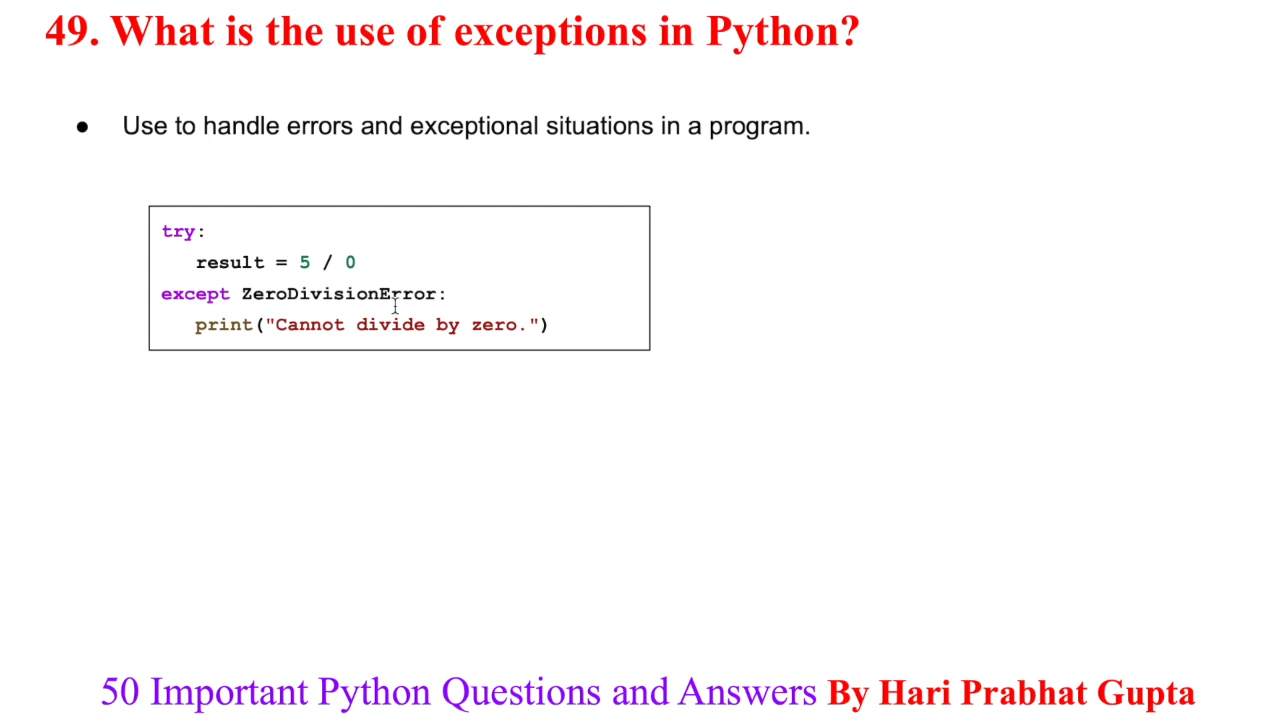 49. What is the use of exceptions in Python?
● Use to handle errors and exceptional situations in a program.
try:
   result = 5 / 0
except ZeroDivisionError:
   print("Cannot divide by zero.")
50 Important Python Questions and Answers By Hari Prabhat Gupta